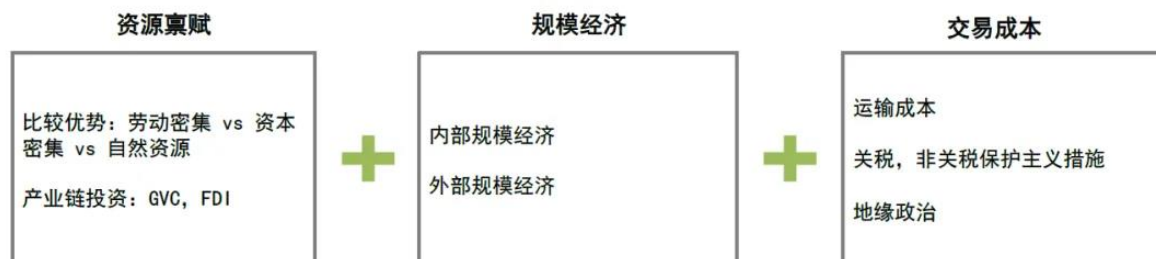 资源禀赋
比较优势：劳动密集 vs 资本
密集 vs 自然资源
产业链投资：GVC，FDI
规模经济
内部规模经济
外部规模经济
交易成本
运输成本
关税，非关税保护主义措施
地缘政治